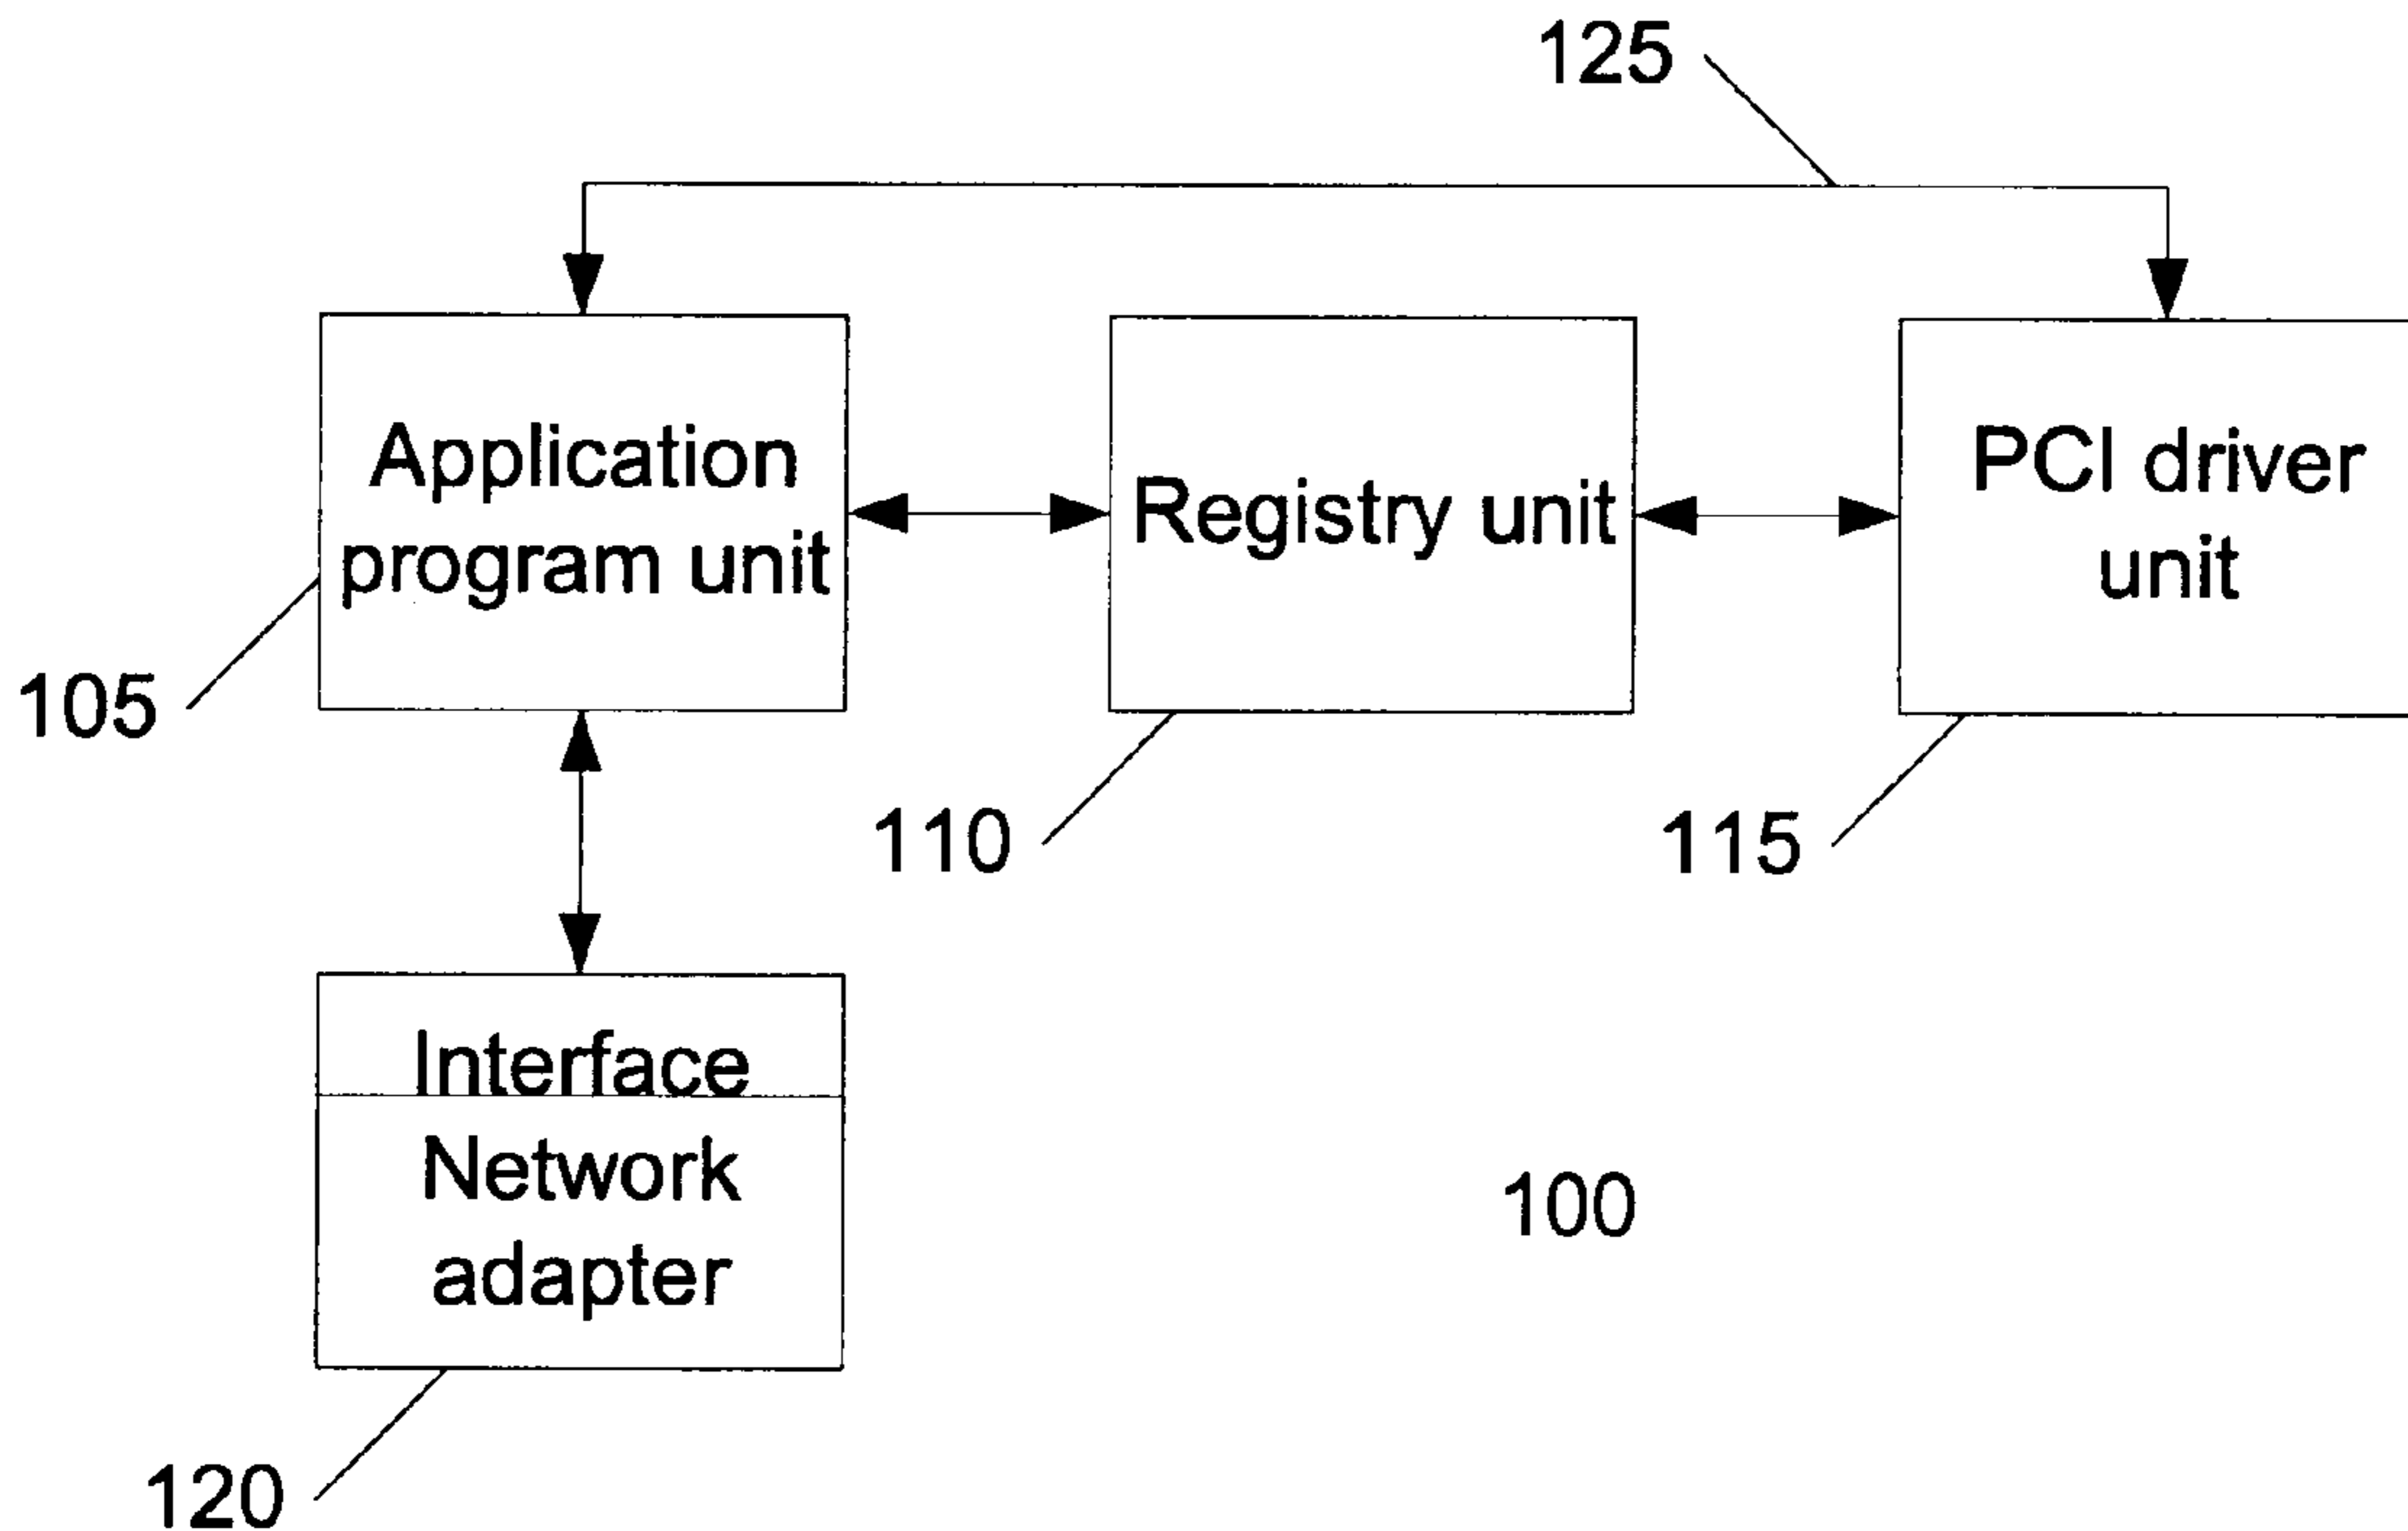 125
Application
program unit
Registry unit
PCI driver
unit
105
110
115
Interface
Network
adapter
100
120